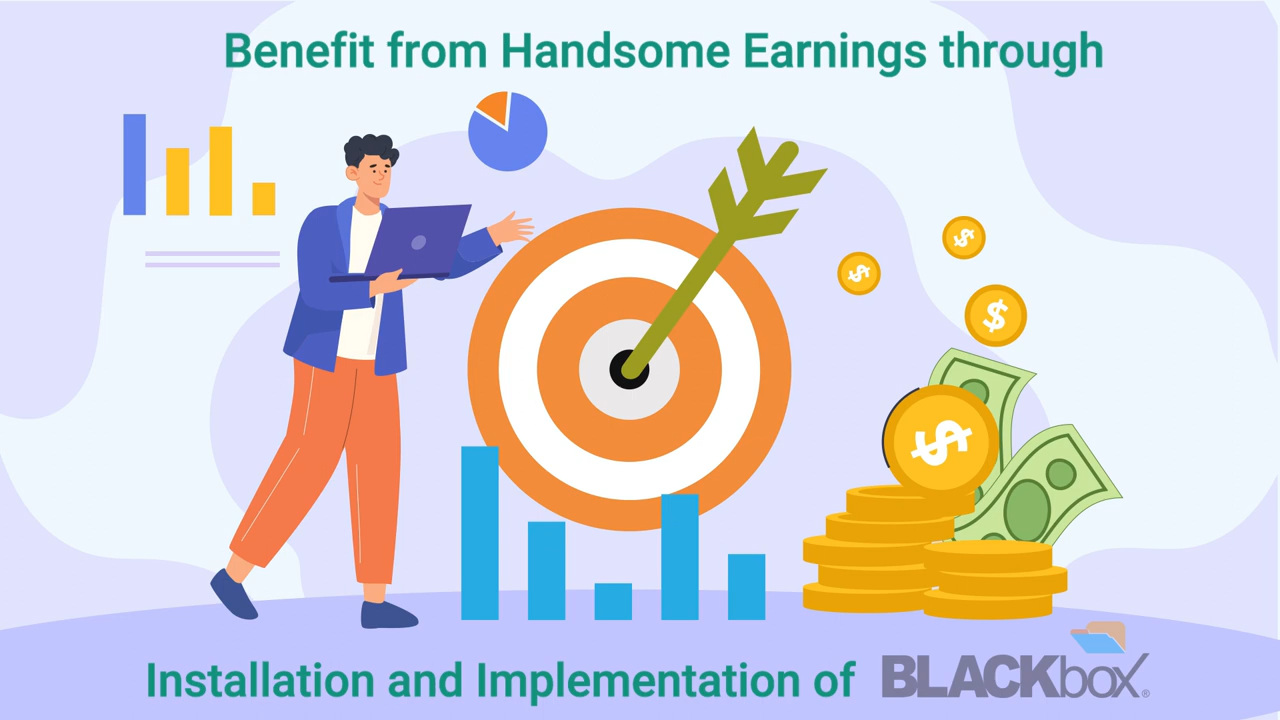 Benefit from Handsome Earnings through
$
$
$
$
Installation and Implementation of BLACKbox®